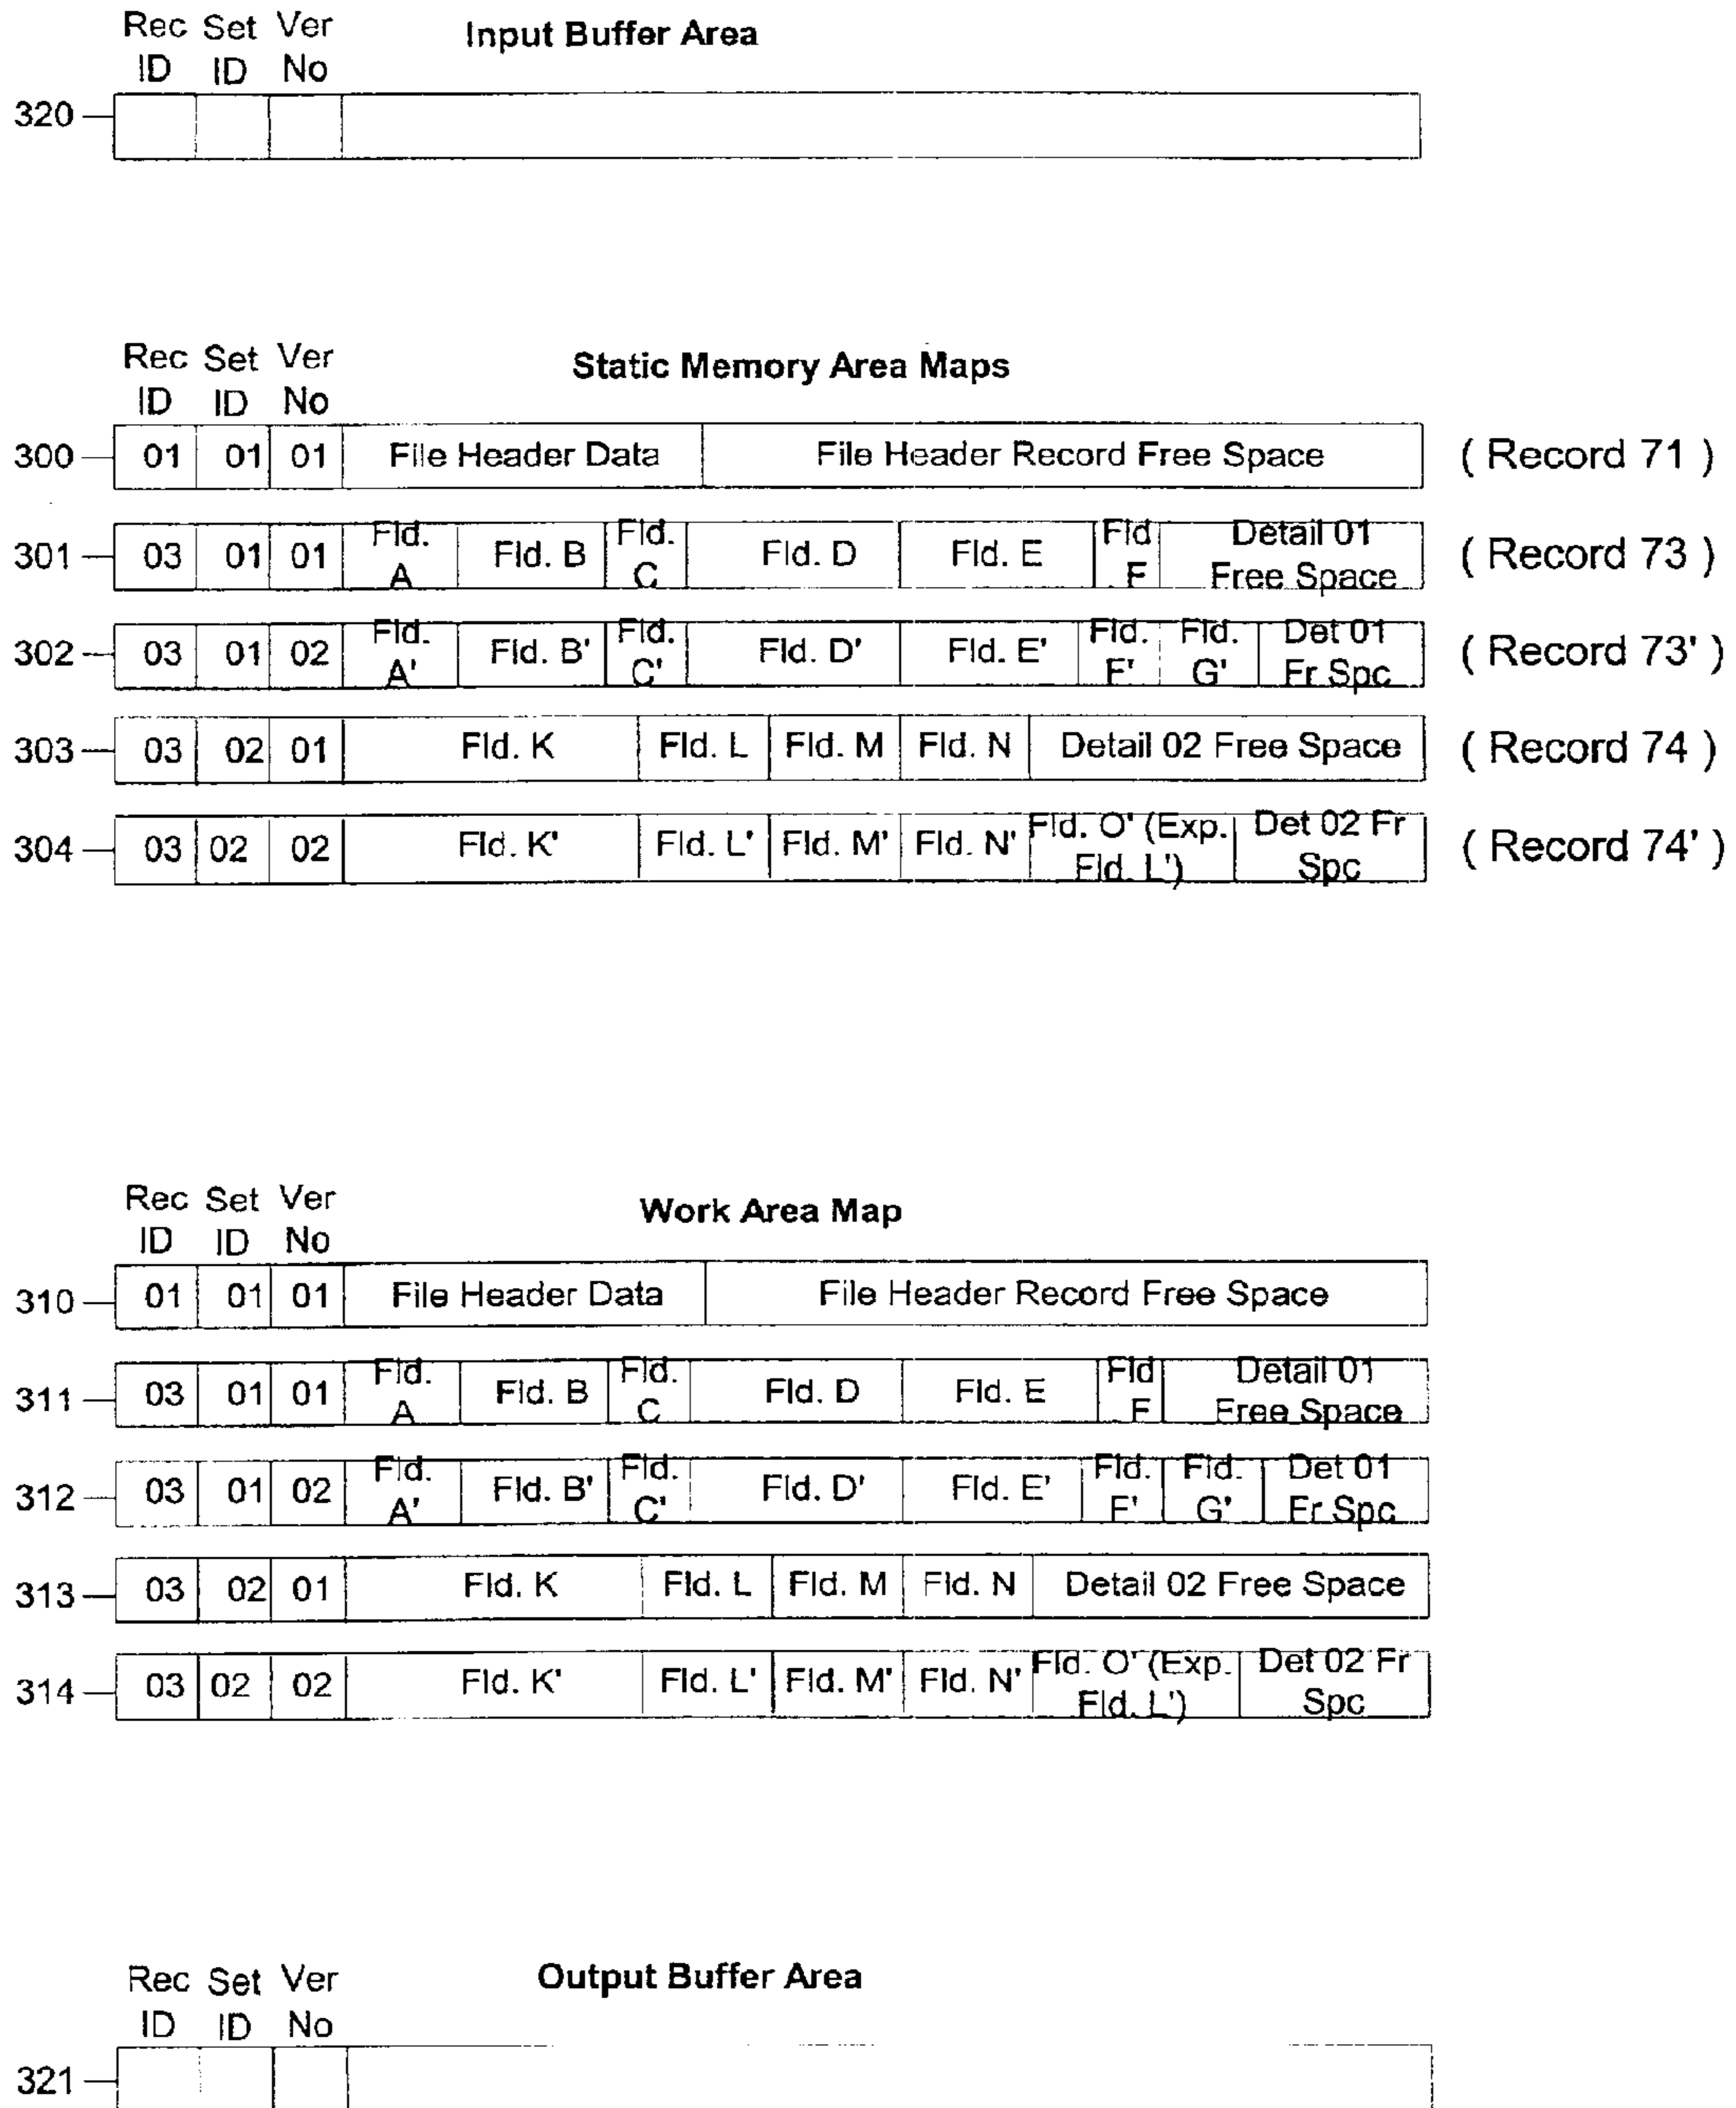 Rec Set Ver
ID ID No
Input Buffer Area
320
Rec Set Ver
ID ID No
Static Memory Area Maps
300 01 01 01 File Header Data File Header Record Free Space ( Record 71 )
301 03 01 01 Fld. A Fld. B Fld. C Fld. D Fld. E Fld F Detail 01 Free Space ( Record 73 )
302 03 01 02 Fld. A' Fld. B' Fld. C' Fld. D' Fld. E' Fld. F' Fld. G' Det 01 Fr Spc ( Record 73' )
303 03 02 01 Fld. K Fld. L Fld. M Fld. N Detail 02 Free Space ( Record 74 )
304 03 02 02 Fld. K' Fld. L' Fld. M' Fld. N' Fld. O' (Exp. Fld. L') Det 02 Fr Spc ( Record 74' )
Rec Set Ver
ID ID No
Work Area Map
310 01 01 01 File Header Data File Header Record Free Space
311 03 01 01 Fld. A Fld. B Fld. C Fld. D Fld. E Fld F Detail 01 Free Space
312 03 01 02 Fld. A' Fld. B' Fld. C' Fld. D' Fld. E' Fld. F' Fld. G' Det 01 Fr Spc
313 03 02 01 Fld. K Fld. L Fld. M Fld. N Detail 02 Free Space
314 03 02 02 Fld. K' Fld. L' Fld. M' Fld. N' Fld. O' (Exp. Fld. L') Det 02 Fr Spc
Rec Set Ver
ID ID No
Output Buffer Area
321